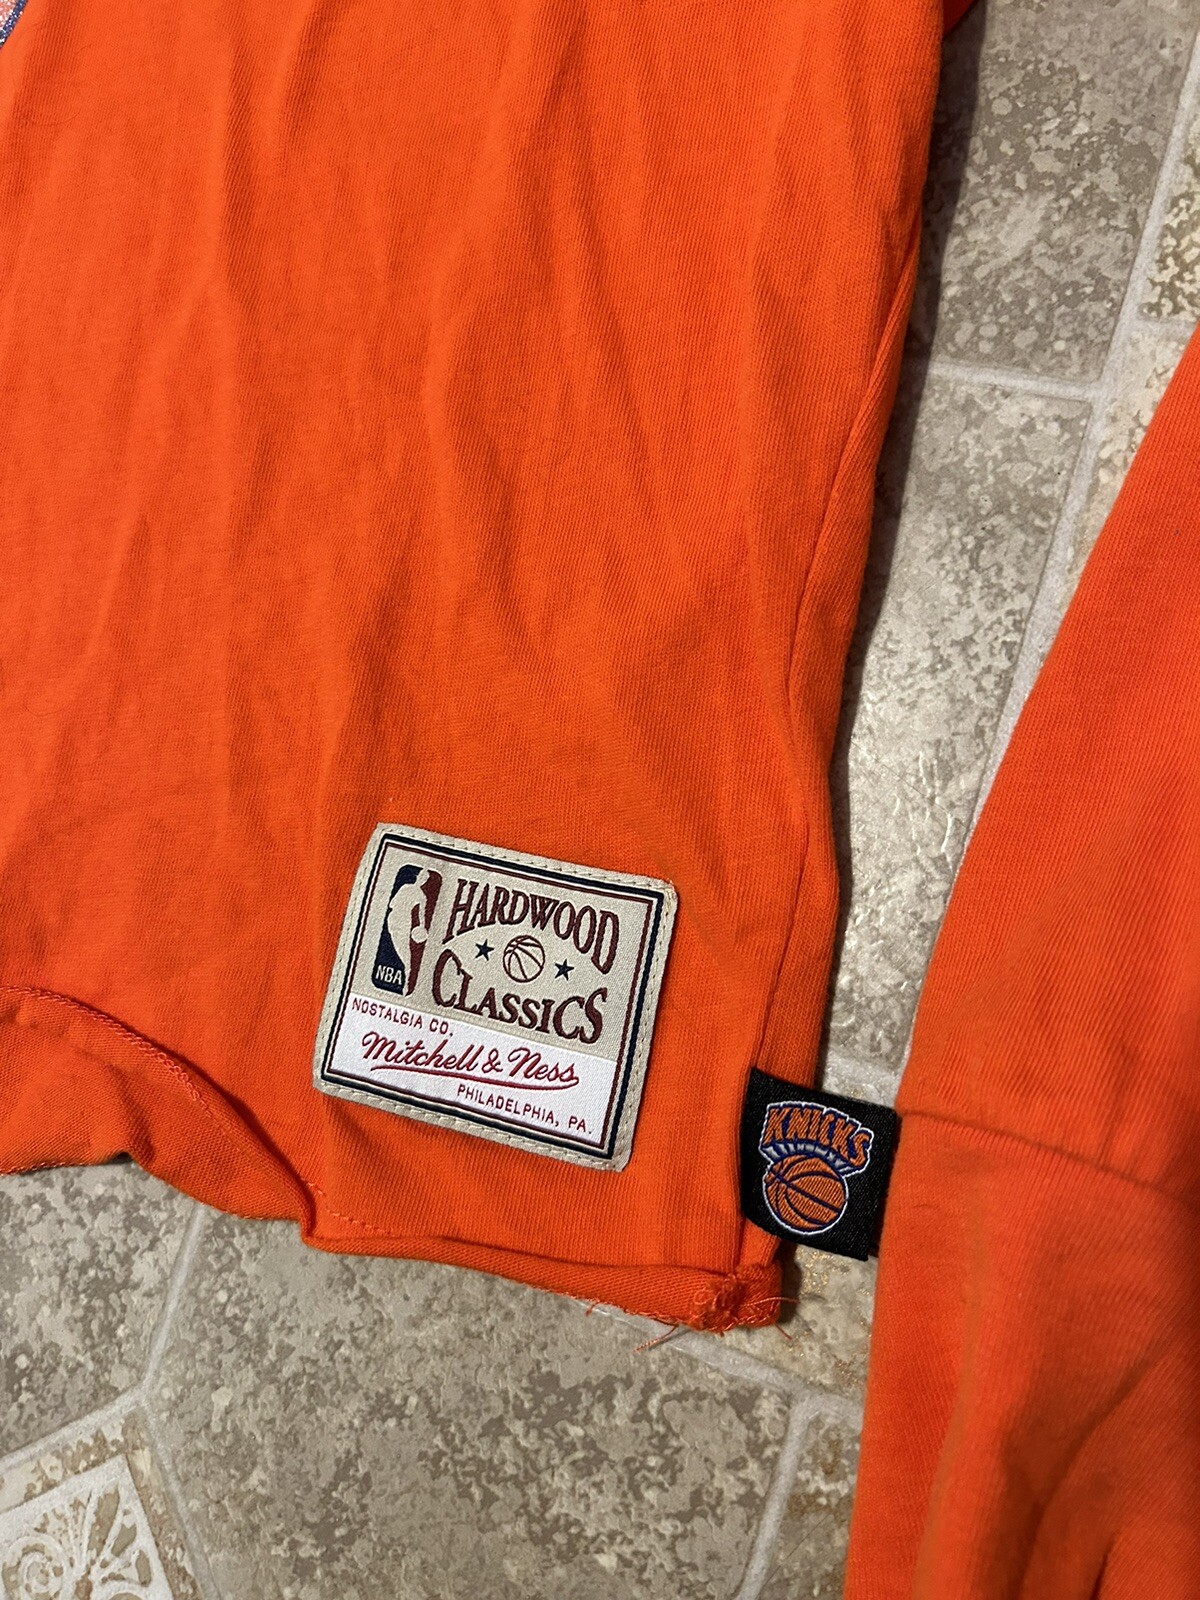 HARDWOOD
CLASSICS
NBA
NOSTALGIA CO.
Mitchell & Ness
PHILADELPHIA, PA.
KNICKS